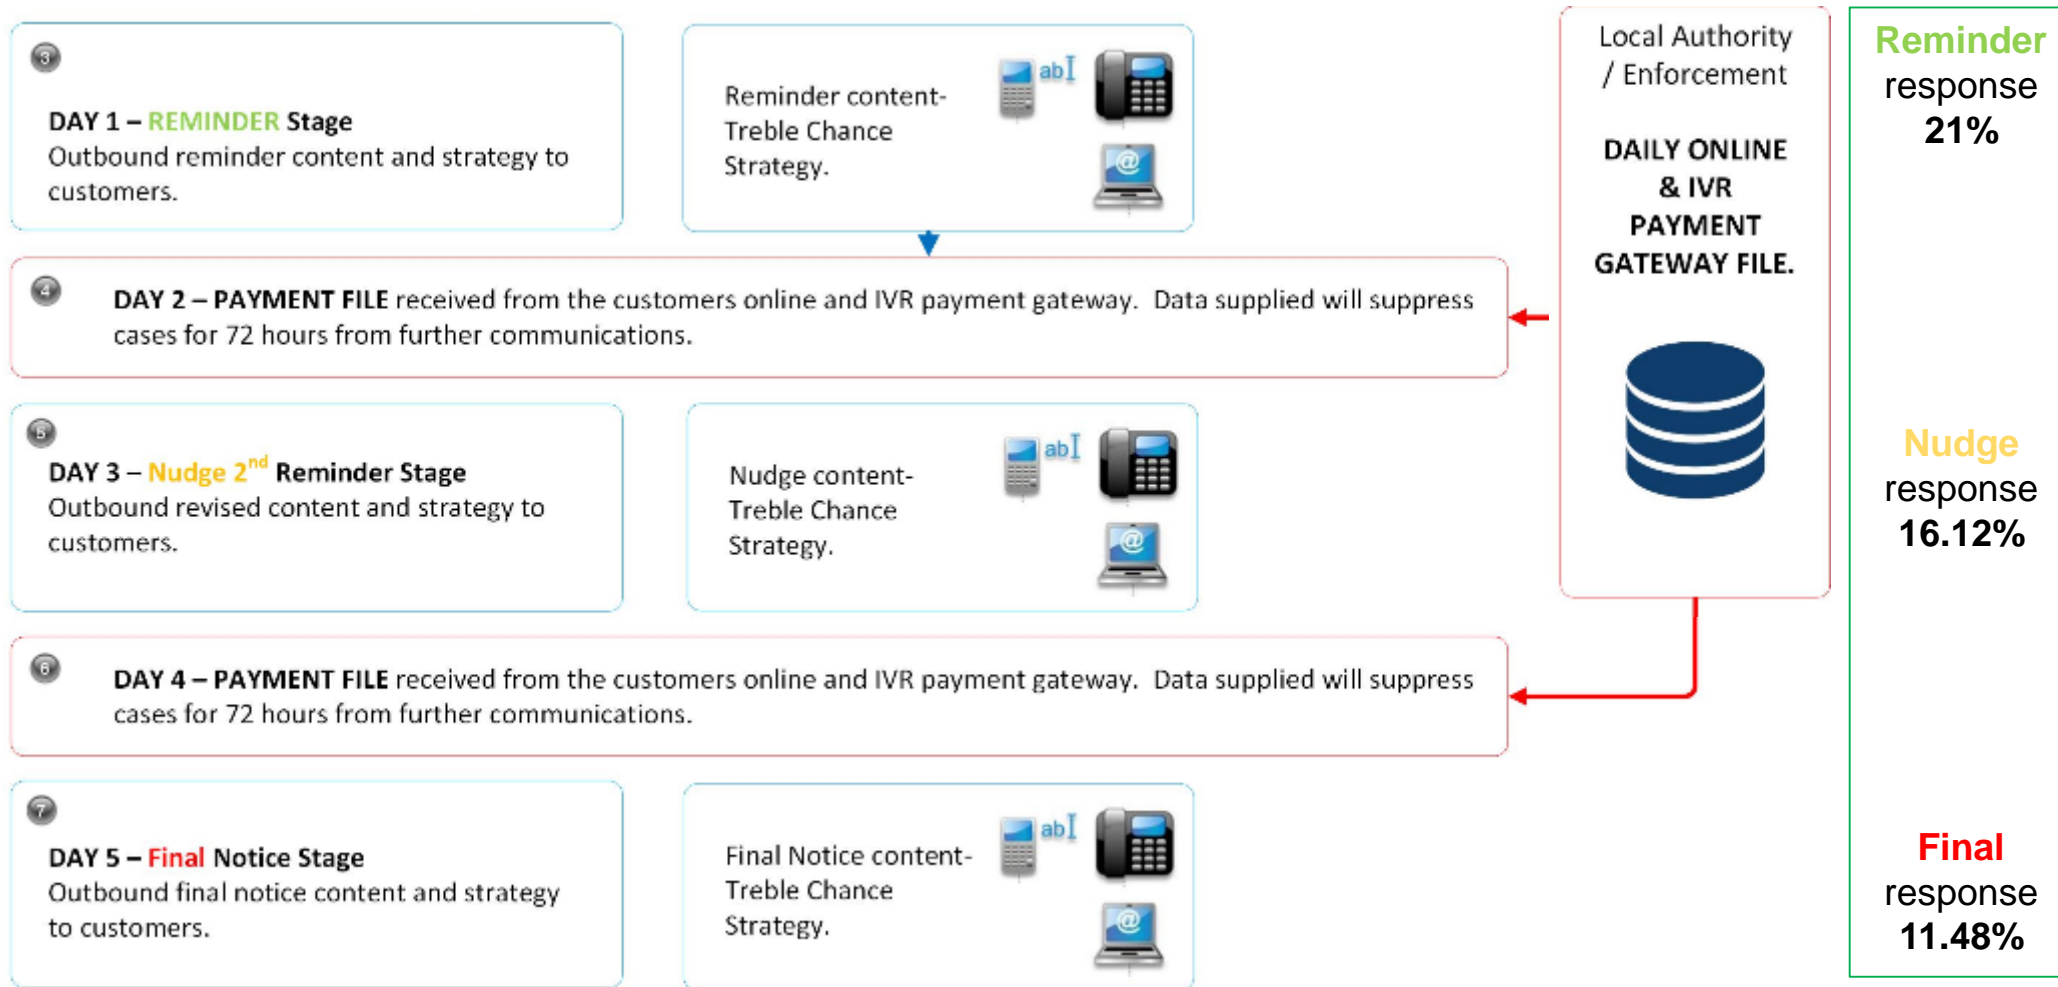 3
DAY 1 – REMINDER Stage
Outbound reminder content and strategy to
customers.
Reminder content-
Treble Chance
Strategy.
abI
@
Local Authority
/ Enforcement
DAILY ONLINE
& IVR
PAYMENT
GATEWAY FILE.
Reminder
response
21%
4
DAY 2 – PAYMENT FILE received from the customers online and IVR payment gateway. Data supplied will suppress
cases for 72 hours from further communications.
5
DAY 3 – Nudge 2nd Reminder Stage
Outbound revised content and strategy to
customers.
Nudge content-
Treble Chance
Strategy.
abI
@
Nudge
response
16.12%
6
DAY 4 – PAYMENT FILE received from the customers online and IVR payment gateway. Data supplied will suppress
cases for 72 hours from further communications.
7
DAY 5 – Final Notice Stage
Outbound final notice content and strategy
to customers.
Final Notice content-
Treble Chance
Strategy.
abI
@
Final
response
11.48%